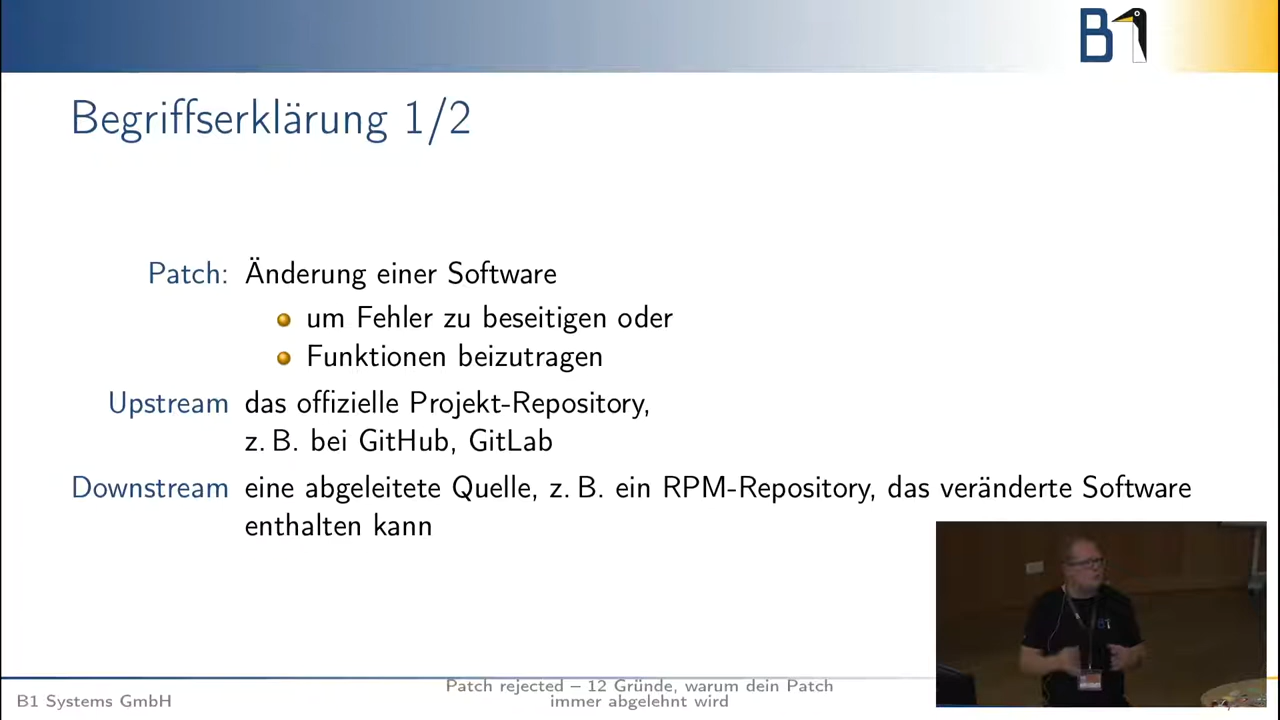 B1
Begriffserklärung 1/2
Patch: Änderung einer Software
um Fehler zu beseitigen oder
Funktionen beizutragen
Upstream das offizielle Projekt-Repository,
z. B. bei GitHub, GitLab
Downstream eine abgeleitete Quelle, z. B. ein RPM-Repository, das veränderte Software
enthalten kann
B1
B1 Systems GmbH
Patch rejected – 12 Gründe, warum dein Patch
immer abgelehnt wird